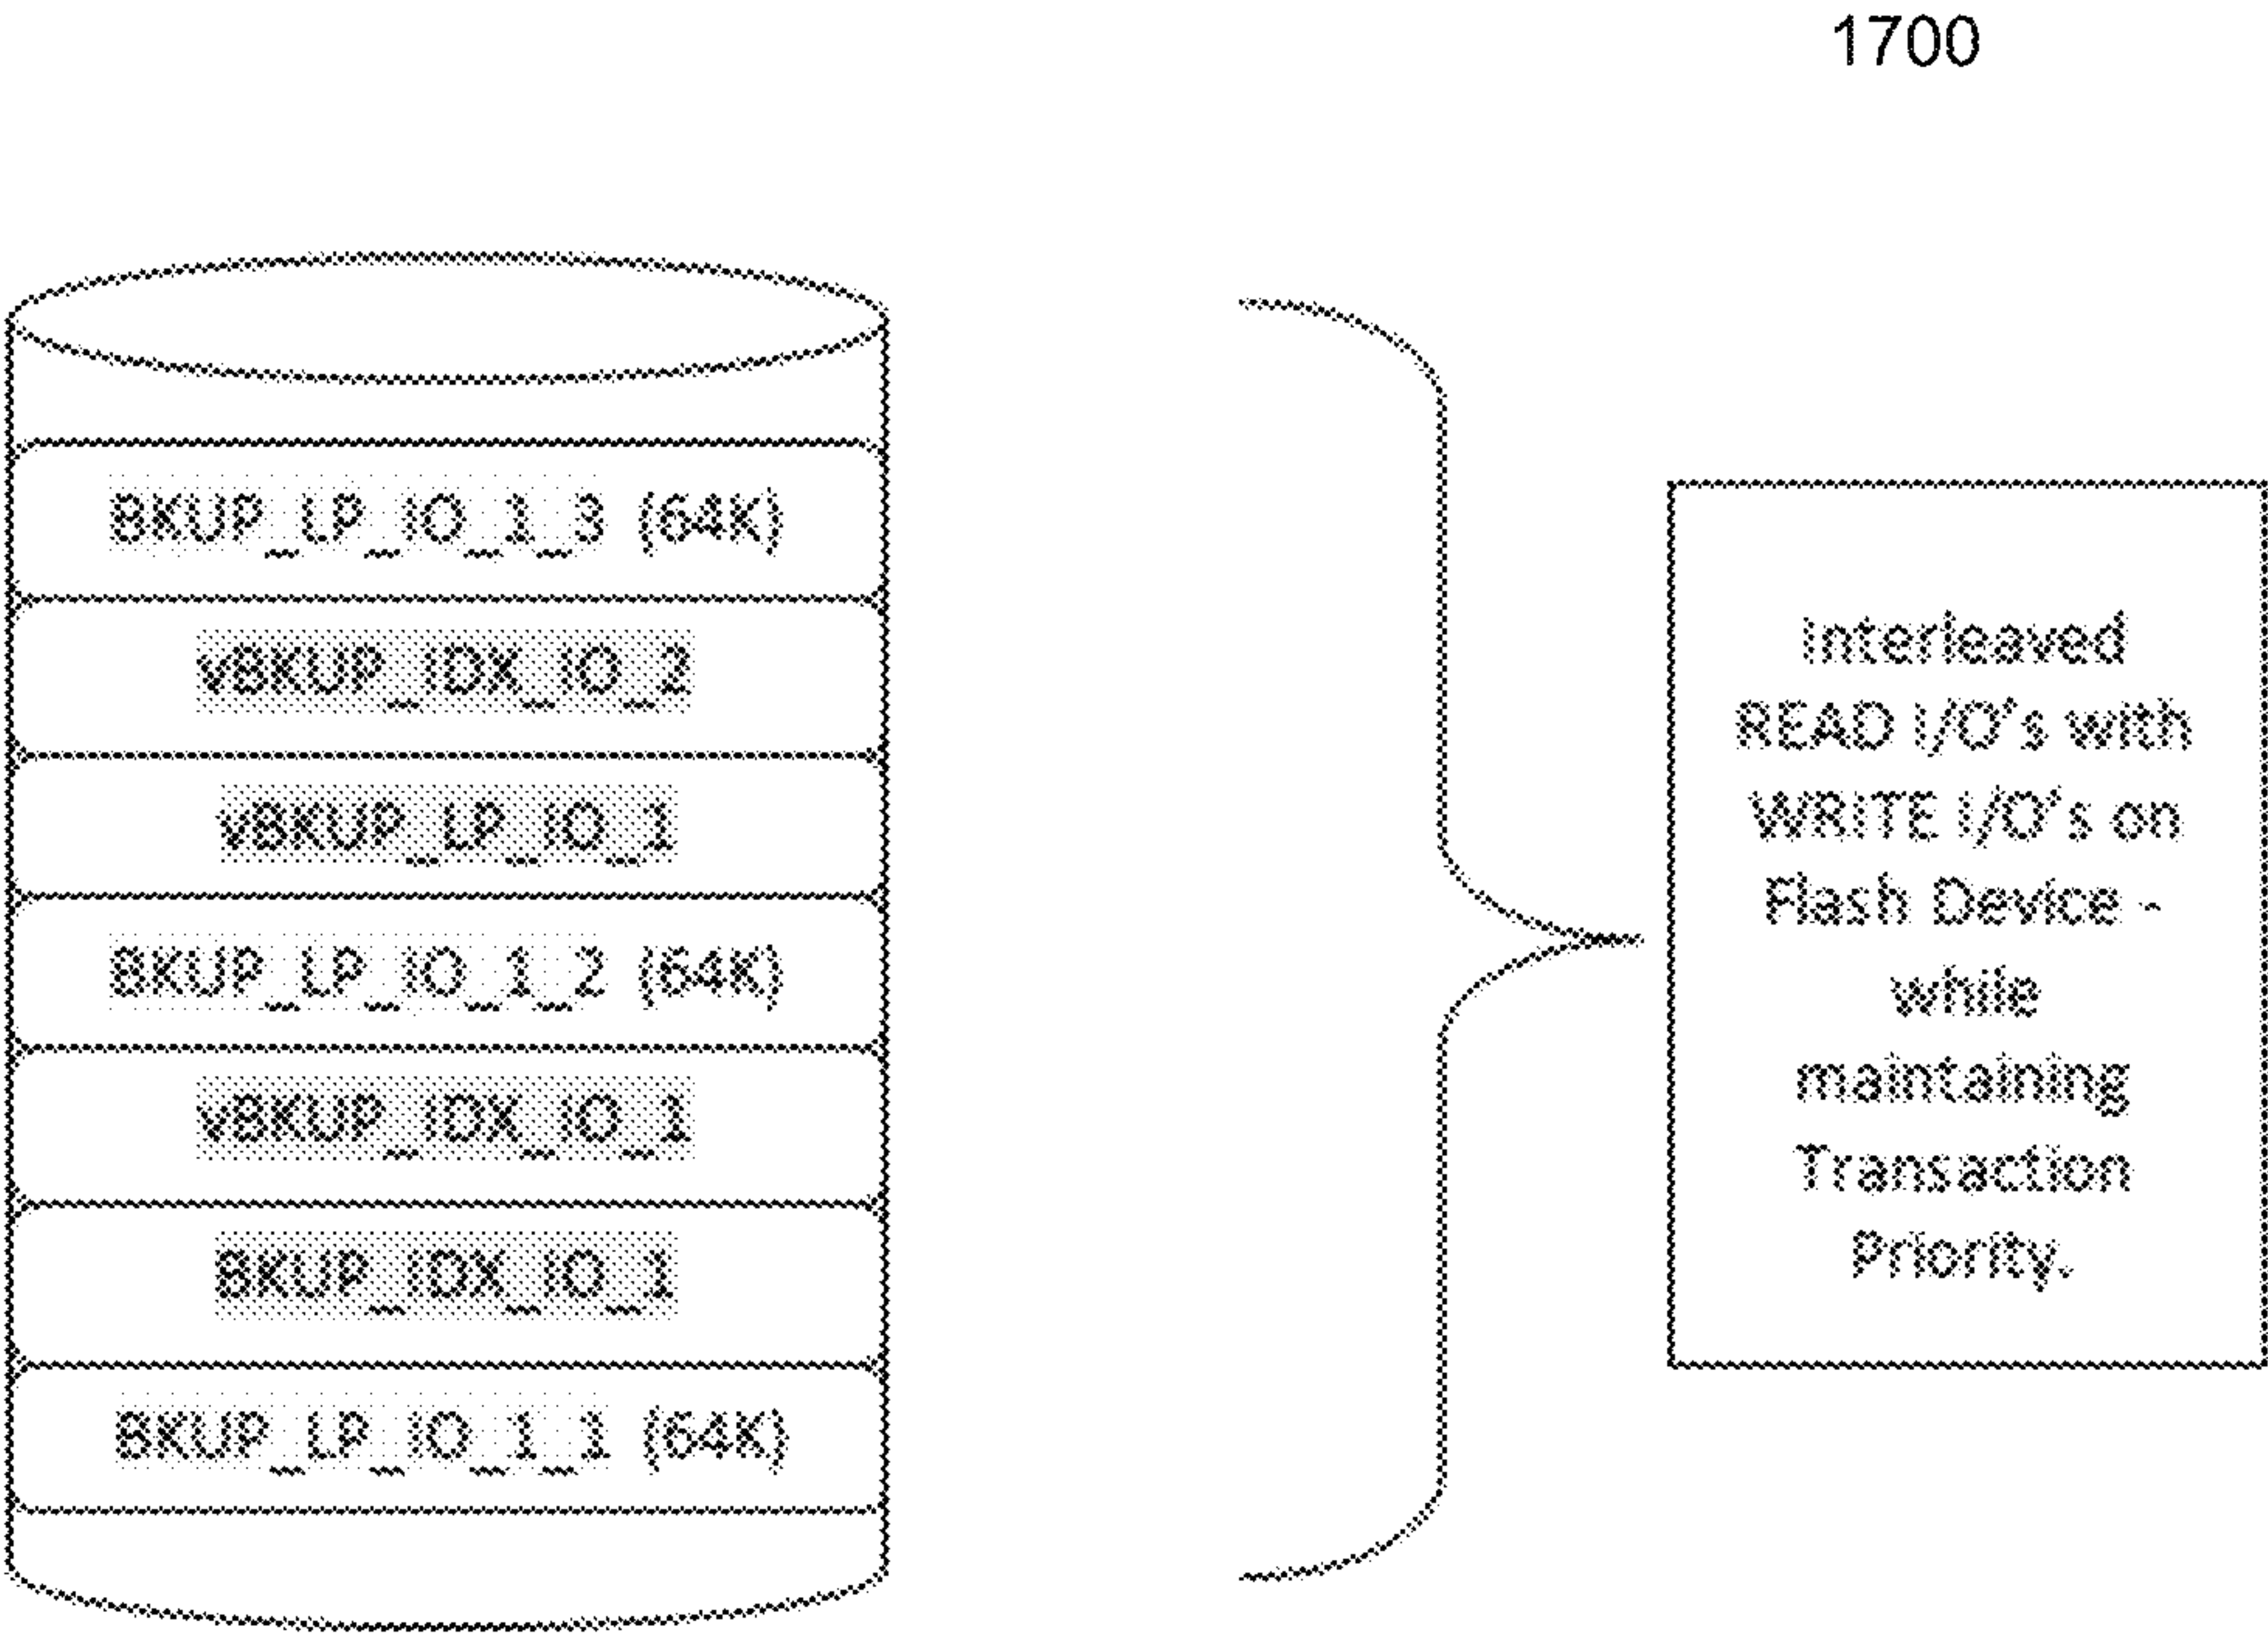 1700
BKUP_LP_IO_1_3 (64K)
vBKUP_IDX_IO_2
vBKUP_LP_IO_1
BKUP_LP_IO_1_2 (64K)
vBKUP_IDX_IO_1
BKUP_IDX_IO_1
BKUP_LP_IO_1_1 (64K)
Interleaved
READ I/O's with
WRITE I/O's on
Flash Device -
while
maintaining
Transaction
Priority.